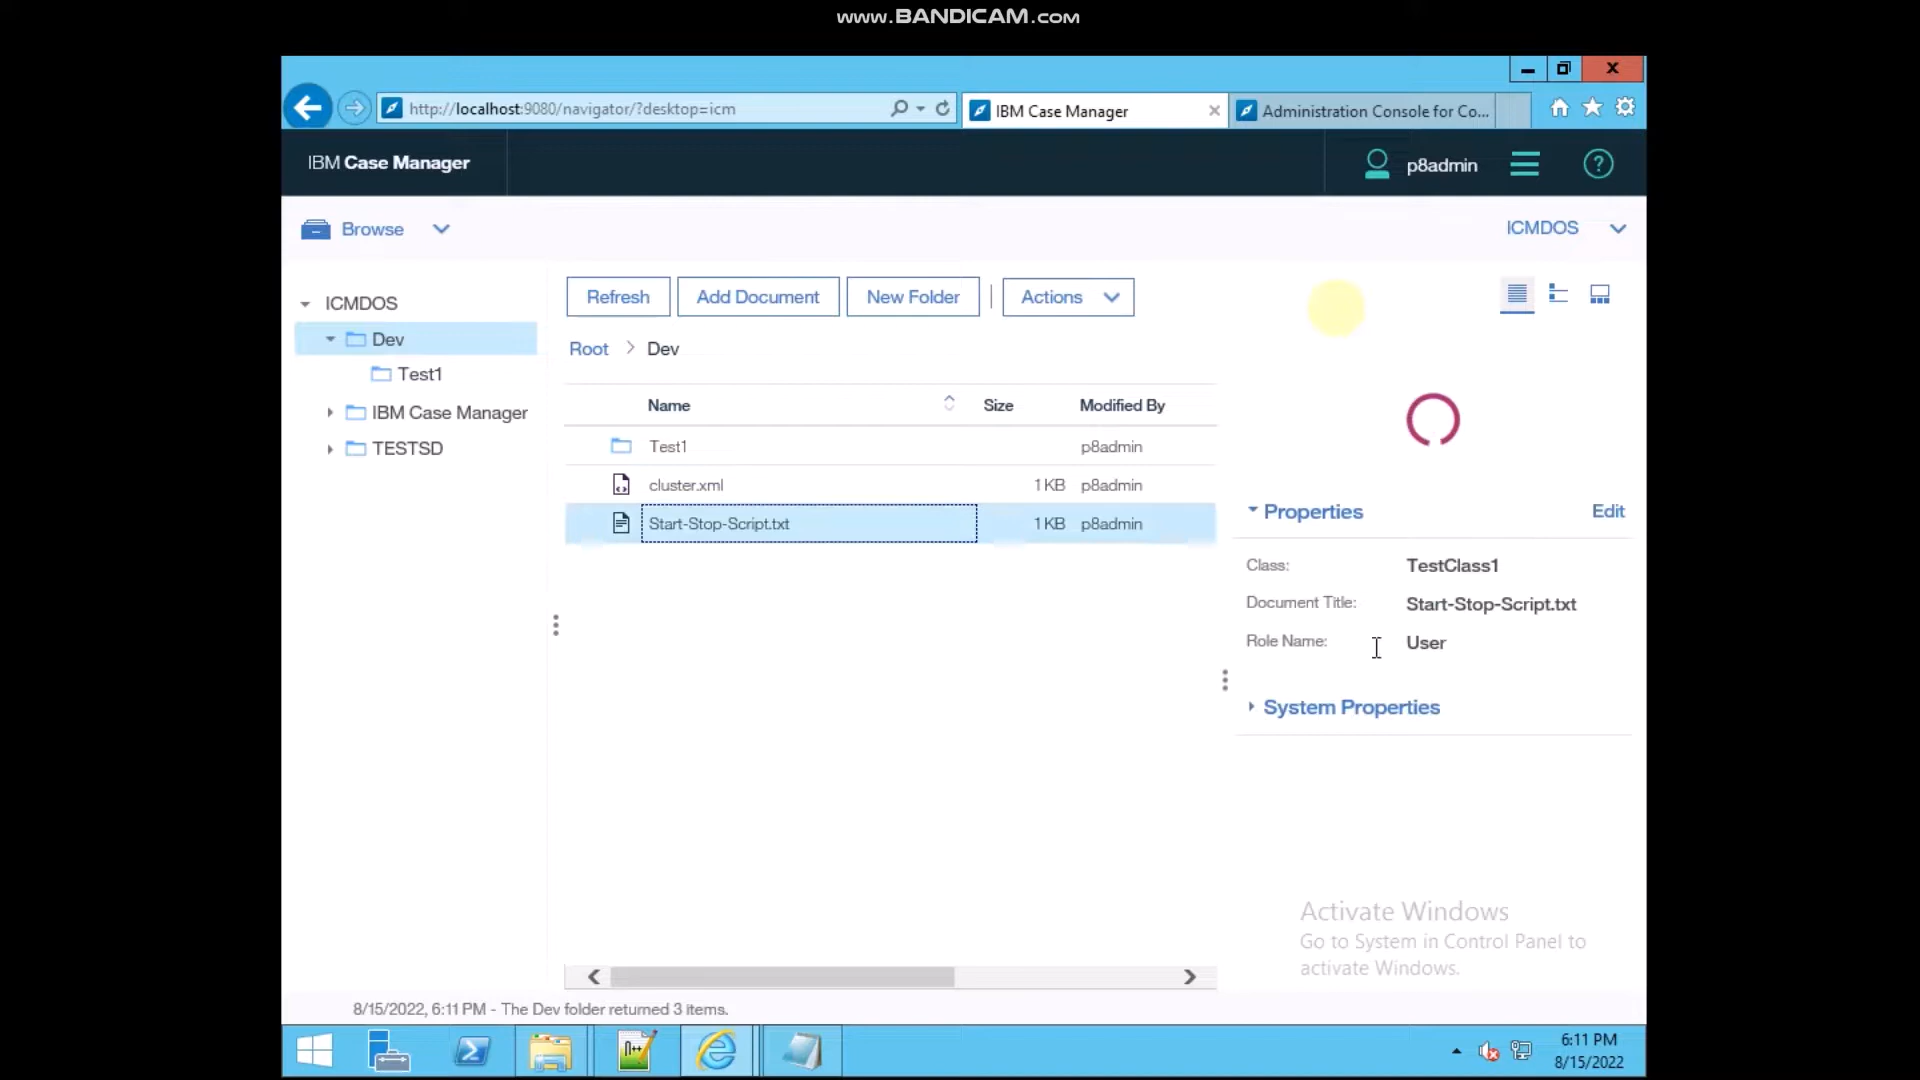 www.BANDICAM.com
http://localhost:9080/navigator/?desktop=icm
IBM Case Manager
Administration Console for Co...
IBM Case Manager
p8admin
Browse
ICMDOS
ICMDOS
Dev
Test1
IBM Case Manager
TESTSD
Refresh
Add Document
New Folder
Actions
Root > Dev
Name Size Modified By
Test1 p8admin
cluster.xml 1 KB p8admin
Start-Stop-Script.txt 1 KB p8admin
Properties Edit
Class: TestClass1
Document Title: Start-Stop-Script.txt
Role Name: User
System Properties
Activate Windows
Go to System in Control Panel to
activate Windows.
8/15/2022, 6:11 PM - The Dev folder returned 3 items.
6:11 PM
8/15/2022